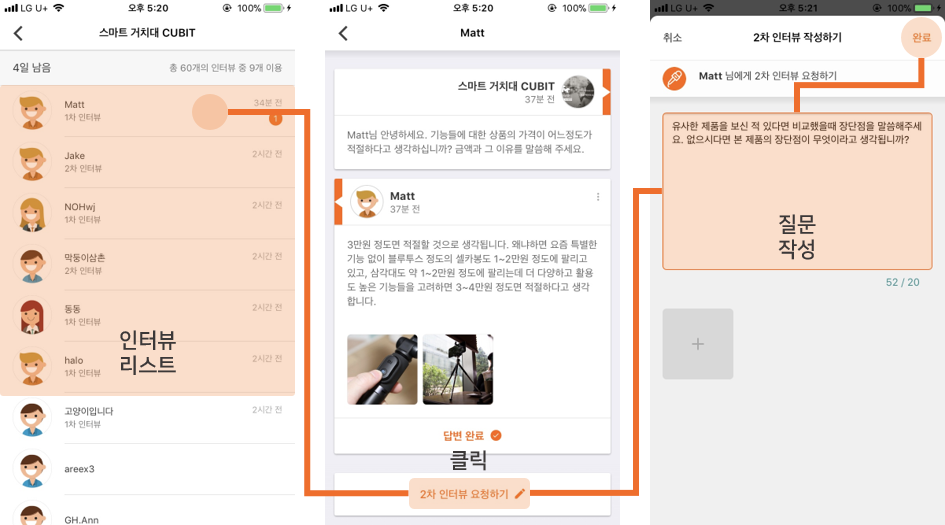 LG U+ 오후 5:20 100%
스마트 거치대 CUBIT
4일 남음 총 60개의 인터뷰 중 9개 이용
Matt 34분 전
1차 인터뷰 1
Jake 2시간 전
2차 인터뷰
NOHwj 2시간 전
1차 인터뷰
막둥이삼촌 2시간 전
2차 인터뷰
동동 2시간 전
1차 인터뷰
인터뷰
리스트
halo 2시간 전
1차 인터뷰
고양이입니다 2시간 전
1차 인터뷰
areex3
GH.Ann
LG U+ 오후 5:20 100%
Matt
스마트 거치대 CUBIT
37분 전
Matt님 안녕하세요. 기능들에 대한 상품의 가격이 어느정도가
적절하다고 생각하십니까? 금액과 그 이유를 말씀해 주세요.
Matt
37분 전
3만원 정도면 적절할 것으로 생각됩니다. 왜냐하면 요즘 특별한
기능 없이 블루투스 정도의 셀카봉도 1~2만원 정도에 팔리고
있고, 삼각대도 약 1~2만원 정도에 팔리는데 더 다양하고 활용
도 높은 기능들을 고려하면 3~4만원 정도면 적절하다고 생각
합니다.
답변 완료
클릭
2차 인터뷰 요청하기
LG U+ 오후 5:21 100%
취소 2차 인터뷰 작성하기 완료
Matt 님에게 2차 인터뷰 요청하기
유사한 제품을 보신 적 있다면 비교했을때 장단점을 말씀해주세
요. 없으시다면 본 제품의 장단점이 무엇이라고 생각됩니까?
질문
작성
52 / 20
+